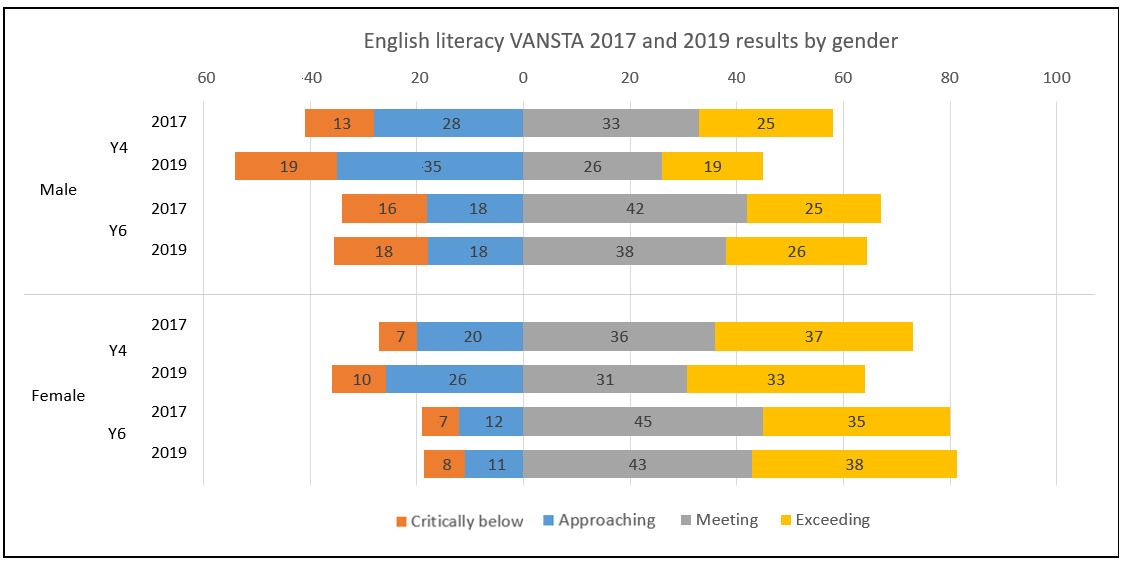 English literacy VANSTA 2017 and 2019 results by gender
60 40 20 0 20 40 60 80 100
2017 13 28 33 25
Y4
2019 19 35 26 19
Male
2017 16 18 42 25
Y6
2019 18 18 38 26
2017 7 20 36 37
Y4
2019 10 26 31 33
Female
2017 7 12 45 35
Y6
2019 8 11 43 38
Critically below Approaching Meeting Exceeding